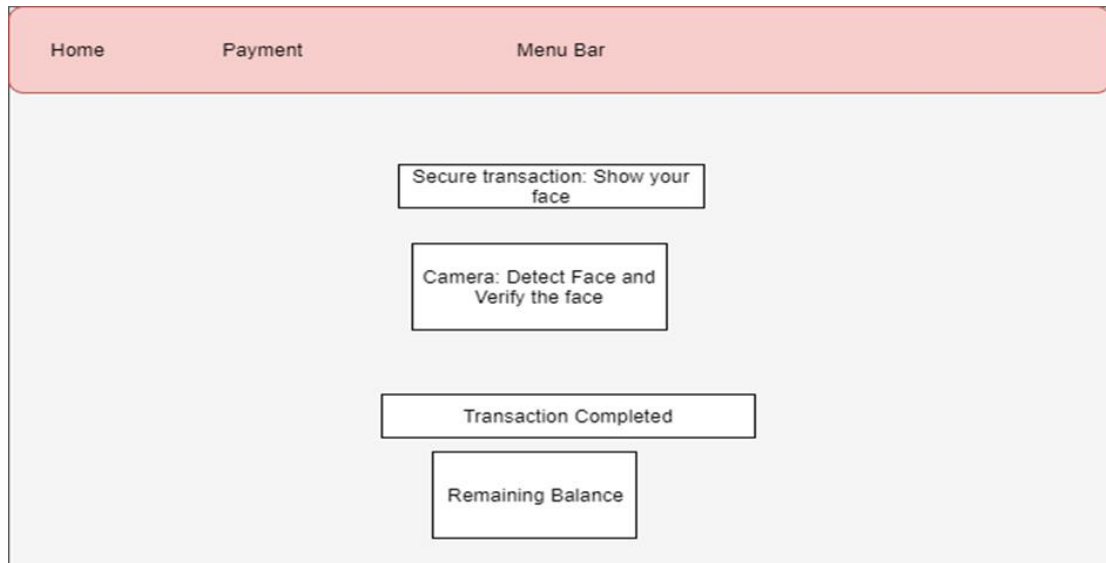 Home Payment Menu Bar
Secure transaction: Show your
face
Camera: Detect Face and
Verify the face
Transaction Completed
Remaining Balance